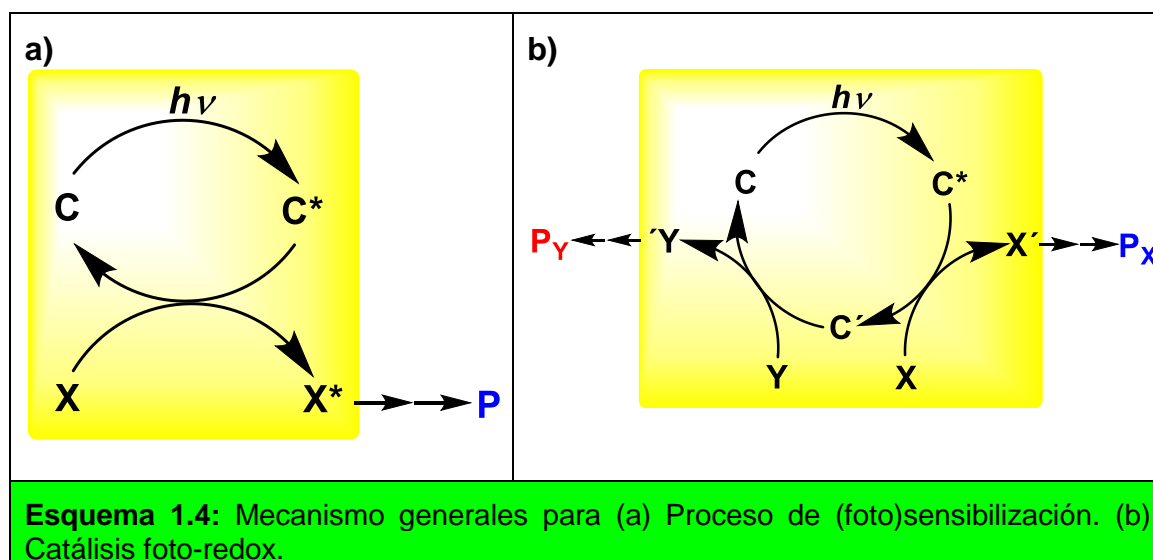 a)
hν
C
C*
X
X*
P
b)
hν
C
C*
P_Y
´Y
X´
P_X
C´
Y
X
Esquema 1.4: Mecanismo generales para (a) Proceso de (foto)sensibilización. (b)
Catálisis foto-redox.